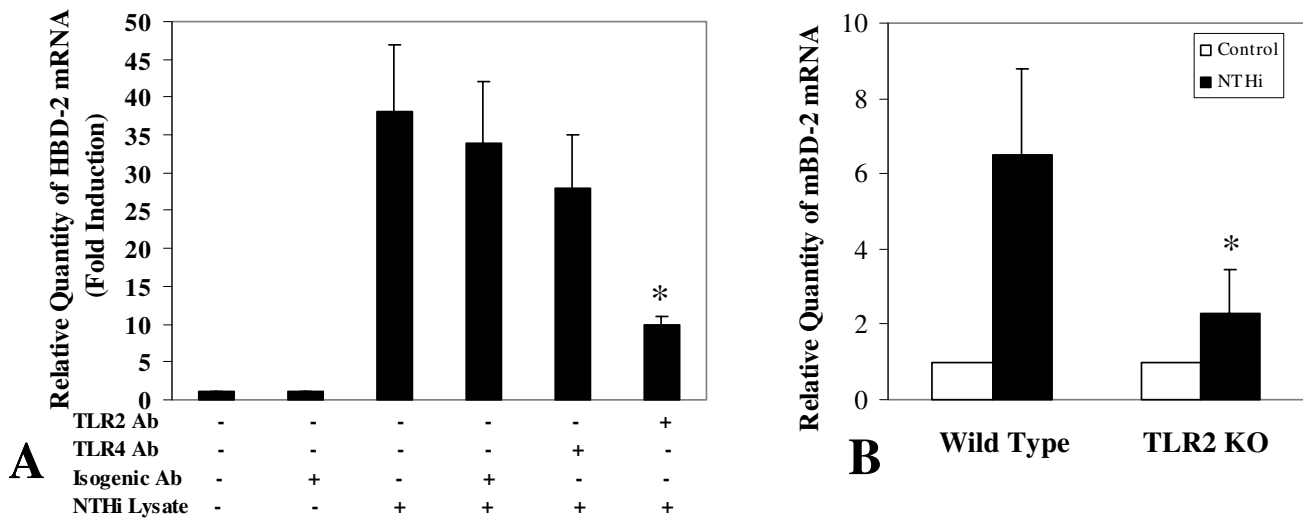 Relative Quantity of HBD-2 mRNA
(Fold Induction)
50
45
40
35
30
25
20
15
10
5
0
*
TLR2 Ab - - - - - +
TLR4 Ab - - - - + -
Isogenic Ab - + - + - -
NTHi Lysate - - + + + +
A
Relative Quantity of mBD-2 mRNA
10
8
6
4
2
0
Control
NTHi
*
Wild Type TLR2 KO
B